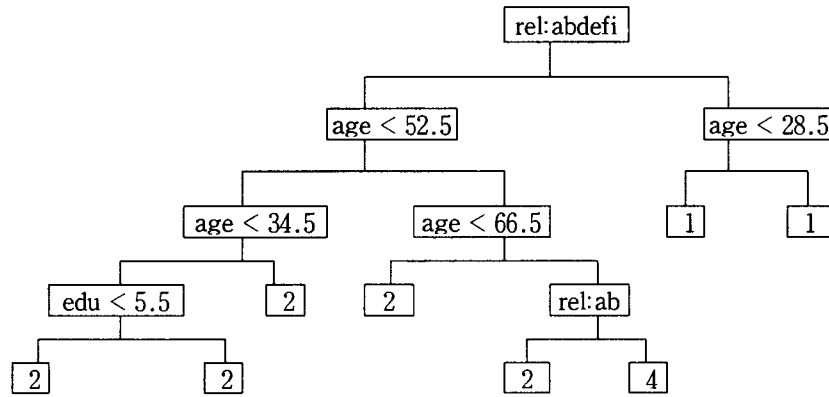 rel:abdefi
age < 52.5
age < 28.5
age < 34.5
age < 66.5
1
1
edu < 5.5
2
2
rel:ab
2
2
2
4